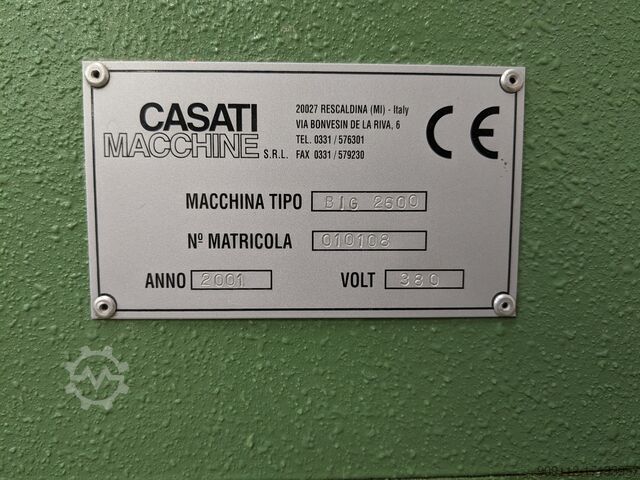 CASATI
MACCHINE S.R.L.
20027 RESCALDINA (MI) - Italy
VIA BONVESIN DE LA RIVA, 6
TEL. 0331 / 576301
FAX 0331 / 579230
CE
MACCHINA TIPO BIG 2600
Nº MATRICOLA 010108
ANNO 2001 VOLT 380